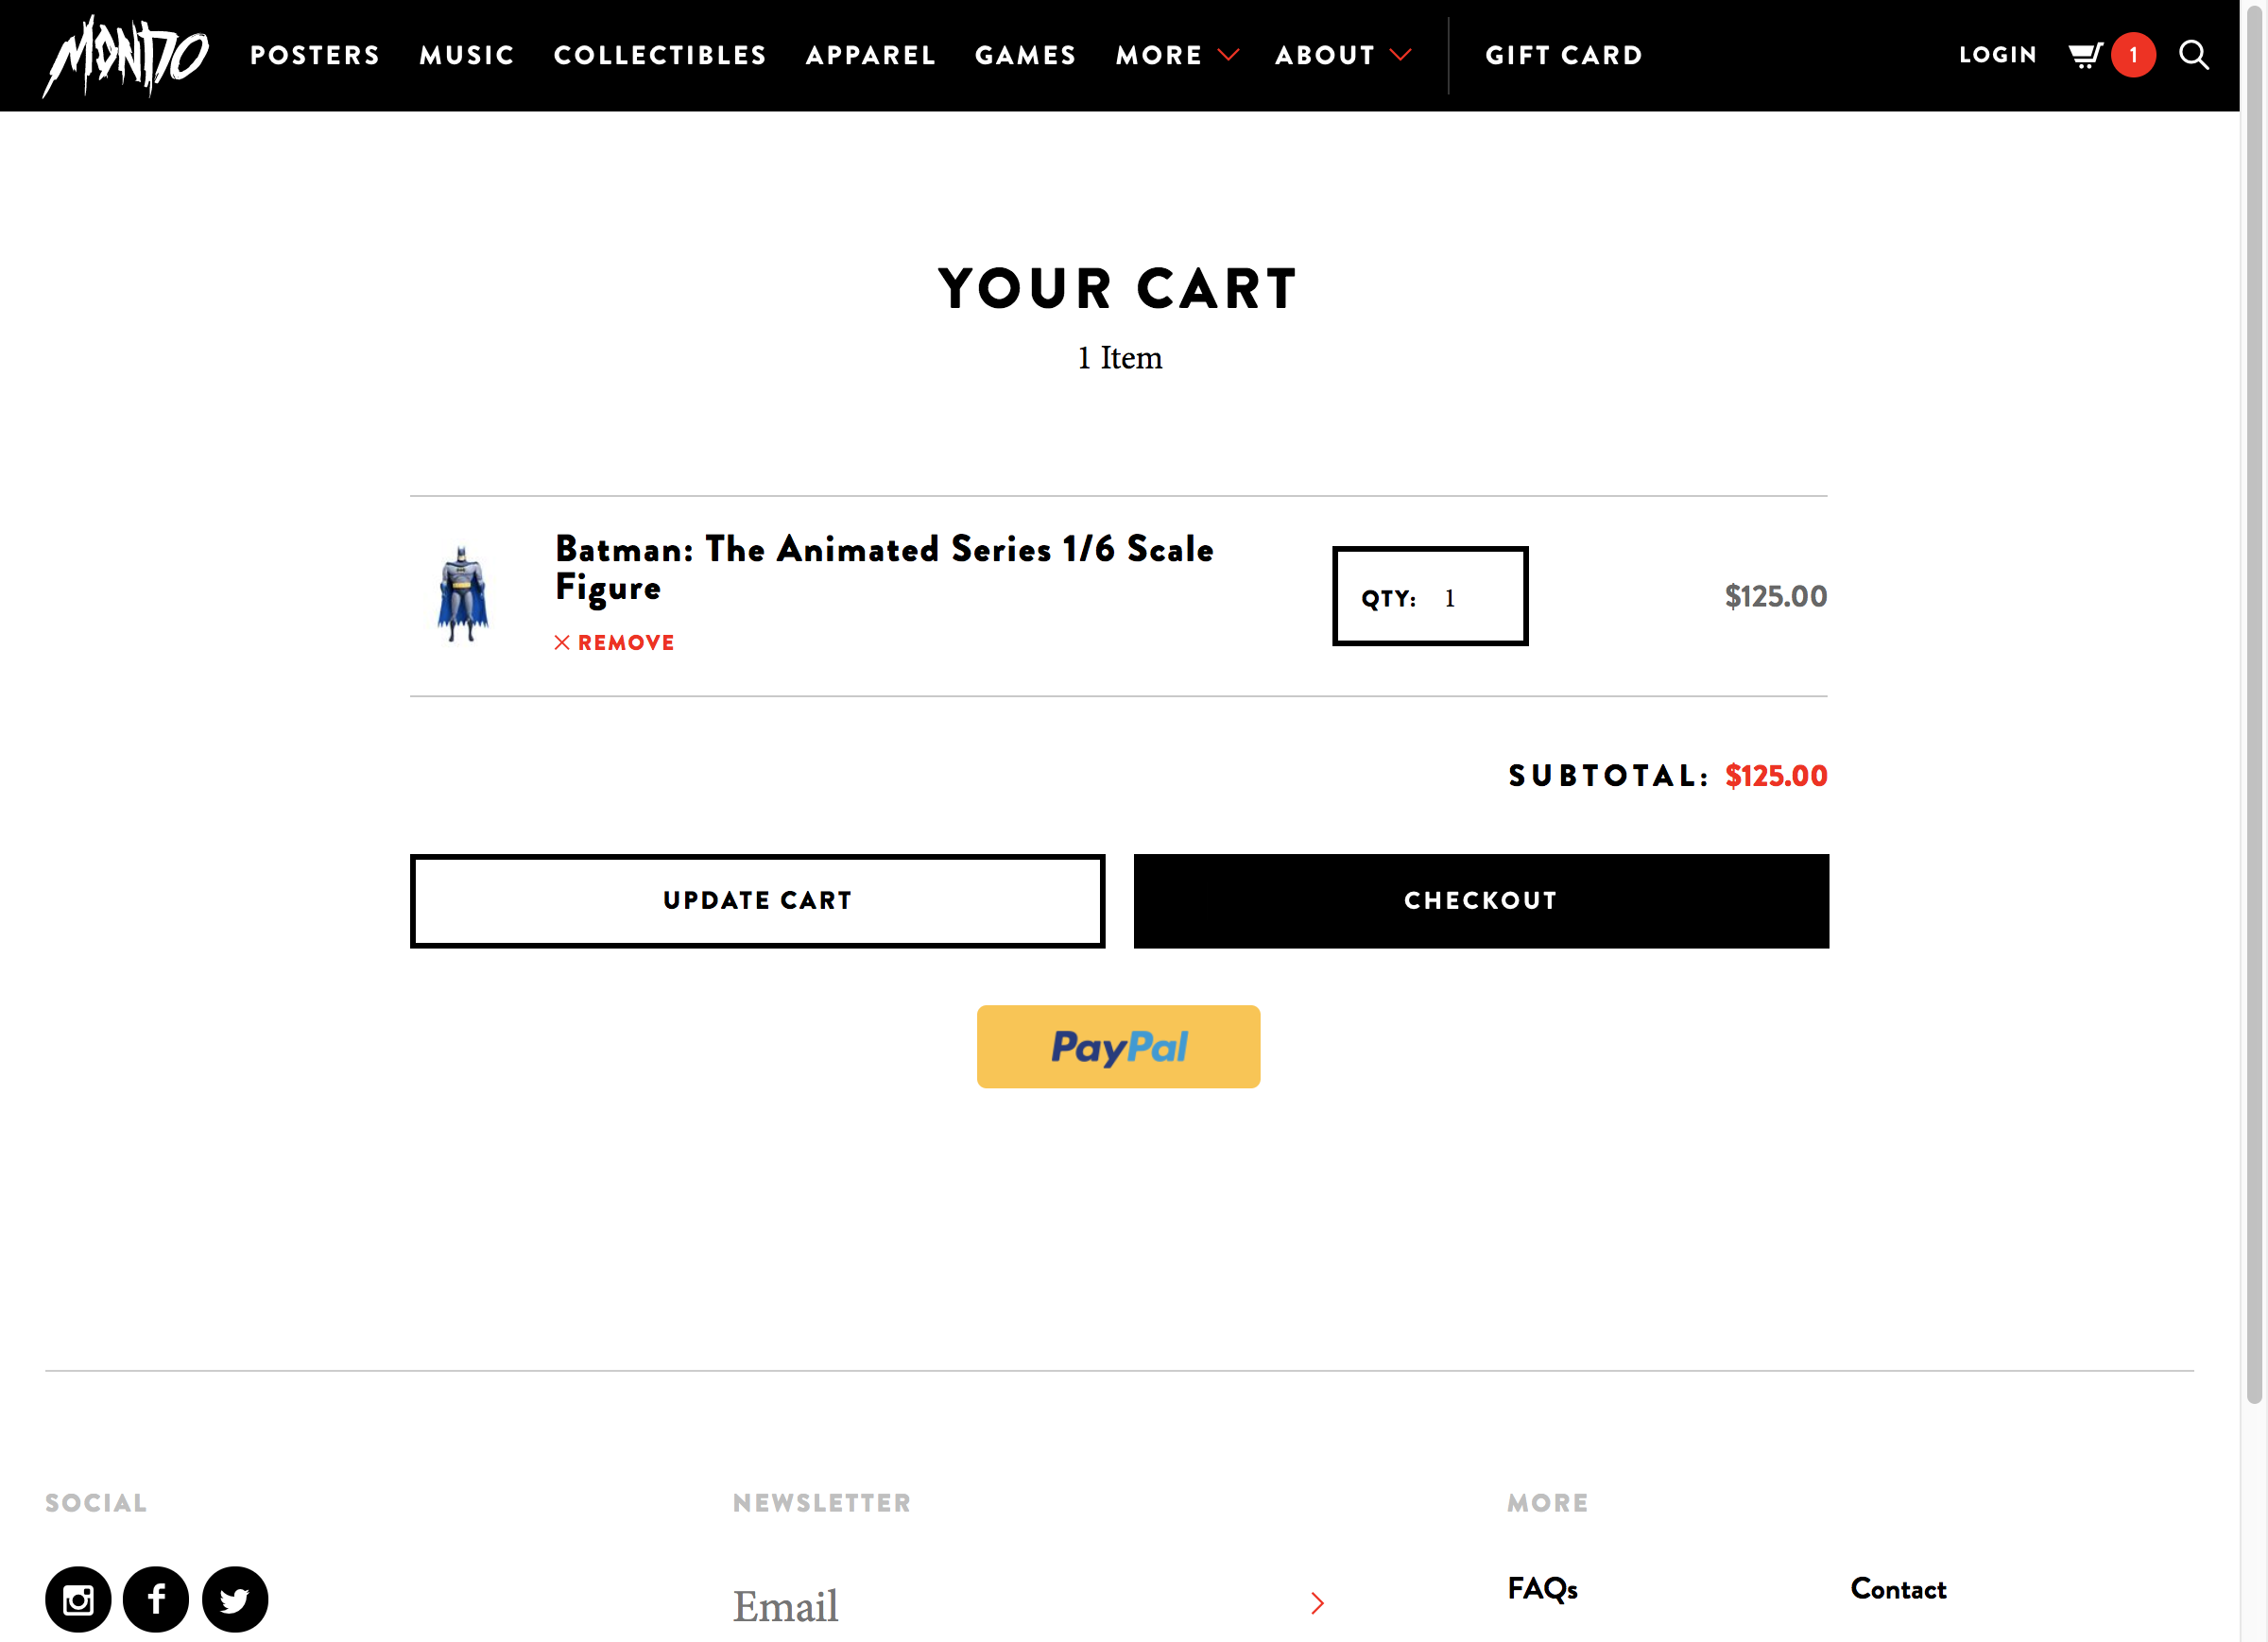 MONDO
POSTERS MUSIC COLLECTIBLES APPAREL GAMES MORE ABOUT GIFT CARD LOGIN 1
YOUR CART
1 Item
Batman: The Animated Series 1/6 Scale
Figure
REMOVE
QTY: 1
$125.00
SUBTOTAL: $125.00
UPDATE CART
CHECKOUT
PayPal
SOCIAL
NEWSLETTER
Email
MORE
FAQs
Contact